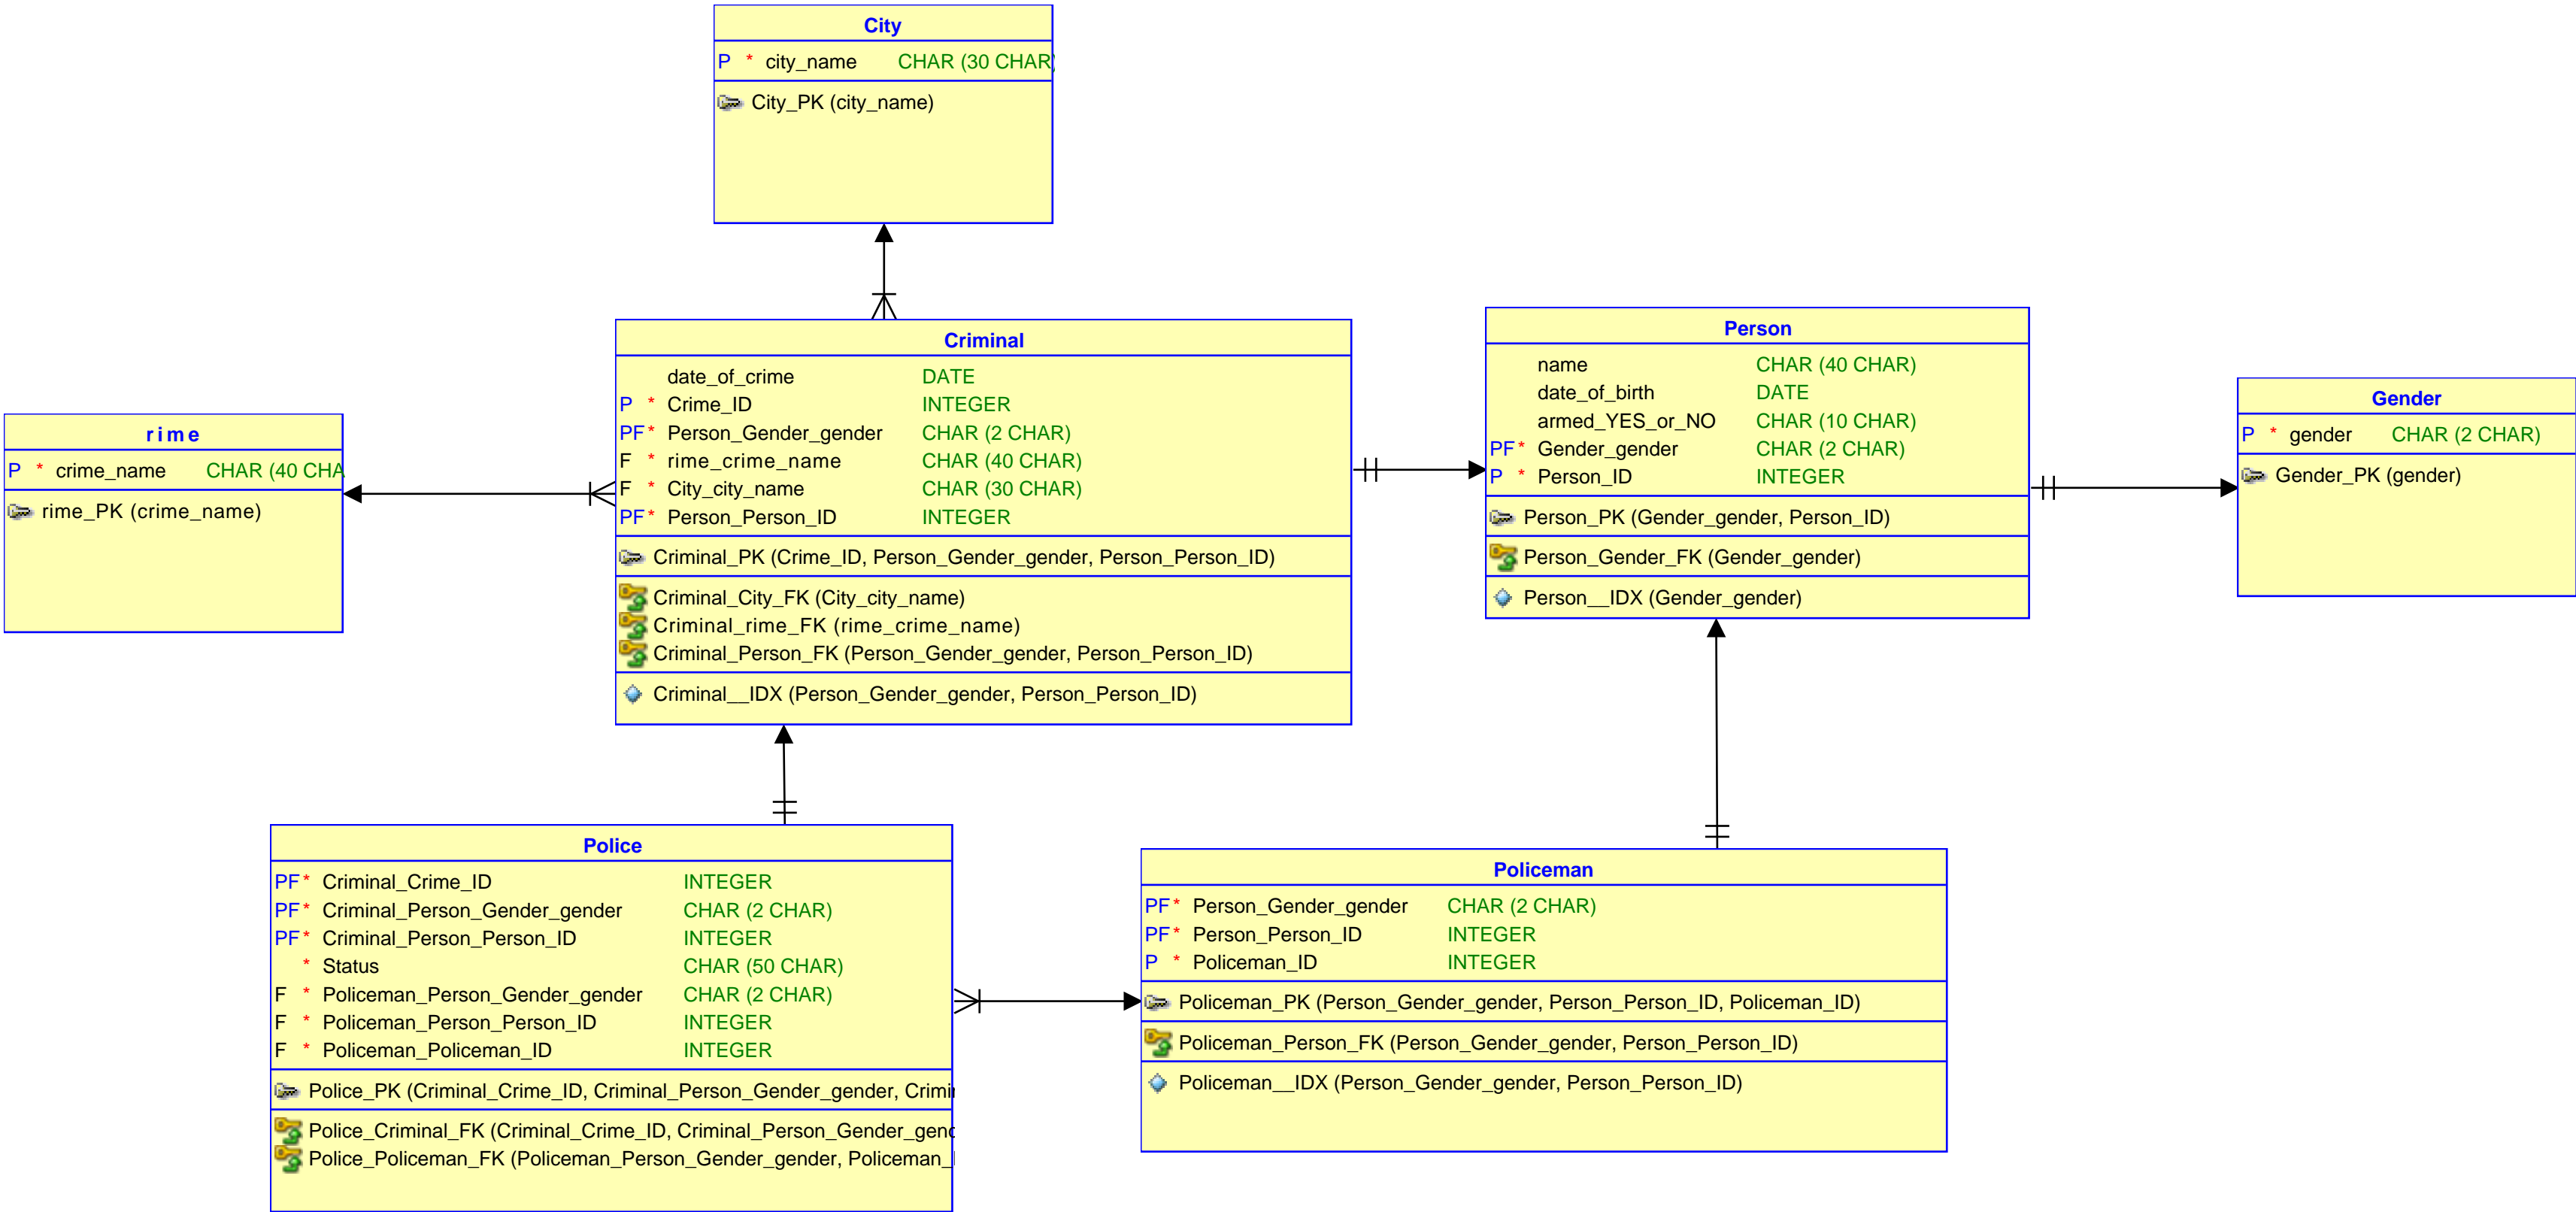 City
P * city_name CHAR (30 CHAR)
City_PK (city_name)
Criminal
date_of_crime DATE
P * Crime_ID INTEGER
PF* Person_Gender_gender CHAR (2 CHAR)
F * rime_crime_name CHAR (40 CHAR)
F * City_city_name CHAR (30 CHAR)
PF* Person_Person_ID INTEGER
Criminal_PK (Crime_ID, Person_Gender_gender, Person_Person_ID)
Criminal_City_FK (City_city_name)
Criminal_rime_FK (rime_crime_name)
Criminal_Person_FK (Person_Gender_gender, Person_Person_ID)
Criminal__IDX (Person_Gender_gender, Person_Person_ID)
Person
name CHAR (40 CHAR)
date_of_birth DATE
armed_YES_or_NO CHAR (10 CHAR)
PF* Gender_gender CHAR (2 CHAR)
P * Person_ID INTEGER
Person_PK (Gender_gender, Person_ID)
Person_Gender_FK (Gender_gender)
Person__IDX (Gender_gender)
Gender
P * gender CHAR (2 CHAR)
Gender_PK (gender)
rime
P * crime_name CHAR (40 CHA
rime_PK (crime_name)
Police
PF* Criminal_Crime_ID INTEGER
PF* Criminal_Person_Gender_gender CHAR (2 CHAR)
PF* Criminal_Person_Person_ID INTEGER
* Status CHAR (50 CHAR)
F * Policeman_Person_Gender_gender CHAR (2 CHAR)
F * Policeman_Person_Person_ID INTEGER
F * Policeman_Policeman_ID INTEGER
Police_PK (Criminal_Crime_ID, Criminal_Person_Gender_gender, Crimi
Police_Criminal_FK (Criminal_Crime_ID, Criminal_Person_Gender_gend
Police_Policeman_FK (Policeman_Person_Gender_gender, Policeman_
Policeman
PF* Person_Gender_gender CHAR (2 CHAR)
PF* Person_Person_ID INTEGER
P * Policeman_ID INTEGER
Policeman_PK (Person_Gender_gender, Person_Person_ID, Policeman_ID)
Policeman_Person_FK (Person_Gender_gender, Person_Person_ID)
Policeman__IDX (Person_Gender_gender, Person_Person_ID)